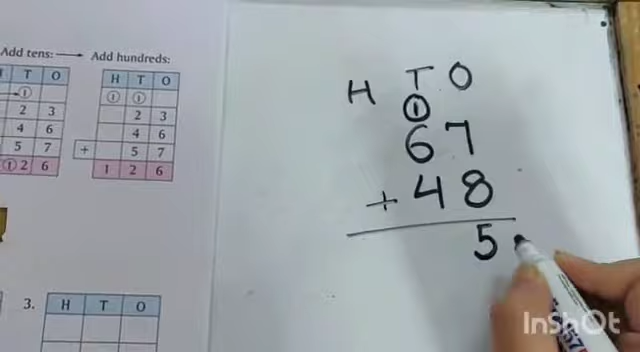 Add tens: → Add hundreds:
T O
①
2 3
4 6
5 7
① 2 6
H T O
① ①
2 3
4 6
+ 5 7
1 2 6
3. H T O
H T O
①
6 7
+ 4 8
5
InShOt